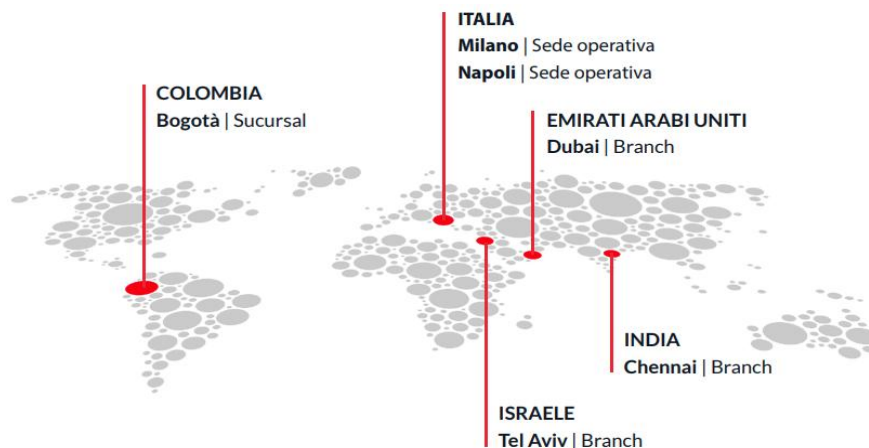 ITALIA
Milano | Sede operativa
Napoli | Sede operativa
COLOMBIA
Bogotà | Sucursal
EMIRATI ARABI UNITI
Dubai | Branch
INDIA
Chennai | Branch
ISRAELE
Tel Aviv | Branch